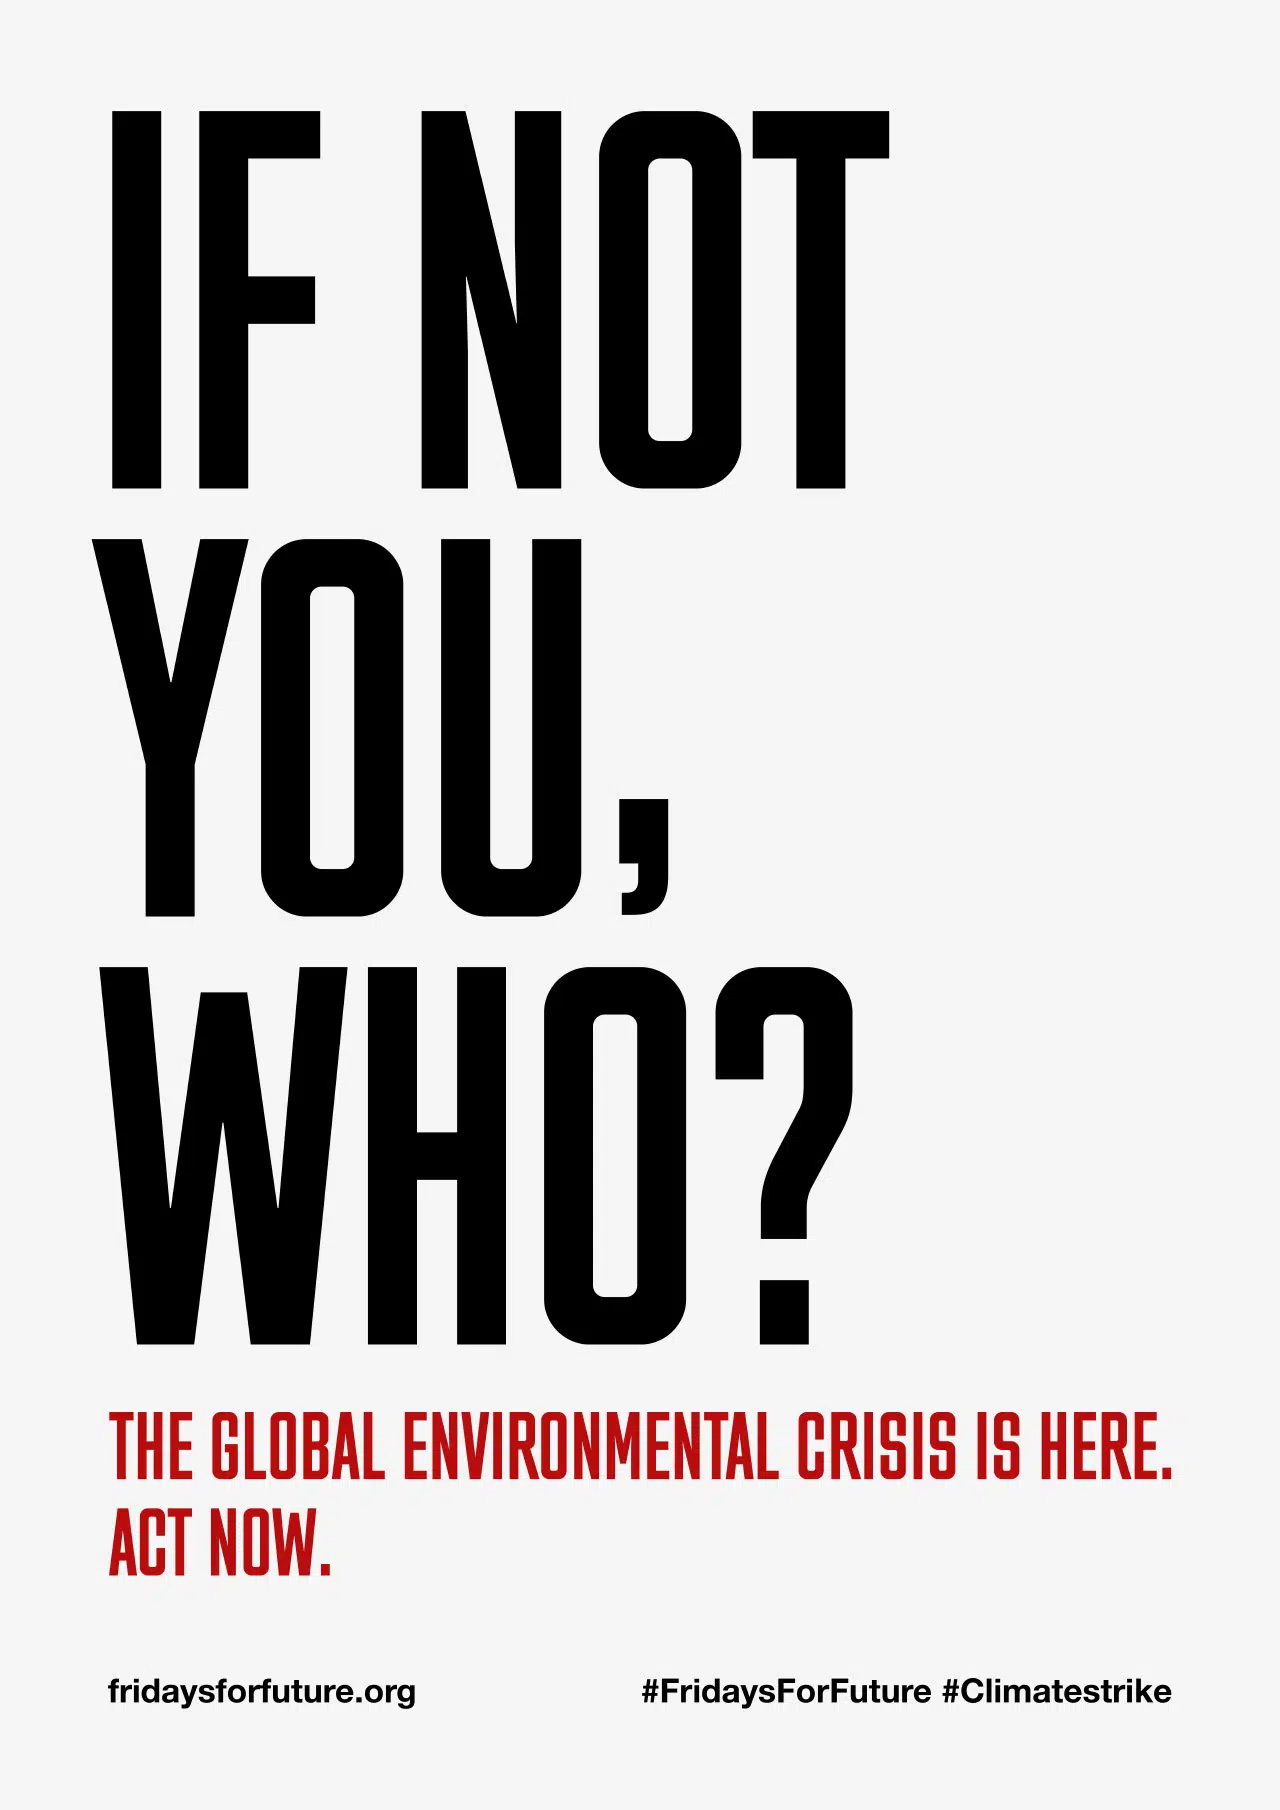 IF NOT
YOU,
WHO?
THE GLOBAL ENVIRONMENTAL CRISIS IS HERE.
ACT NOW.
fridaysforfuture.org
#FridaysForFuture #Climatestrike